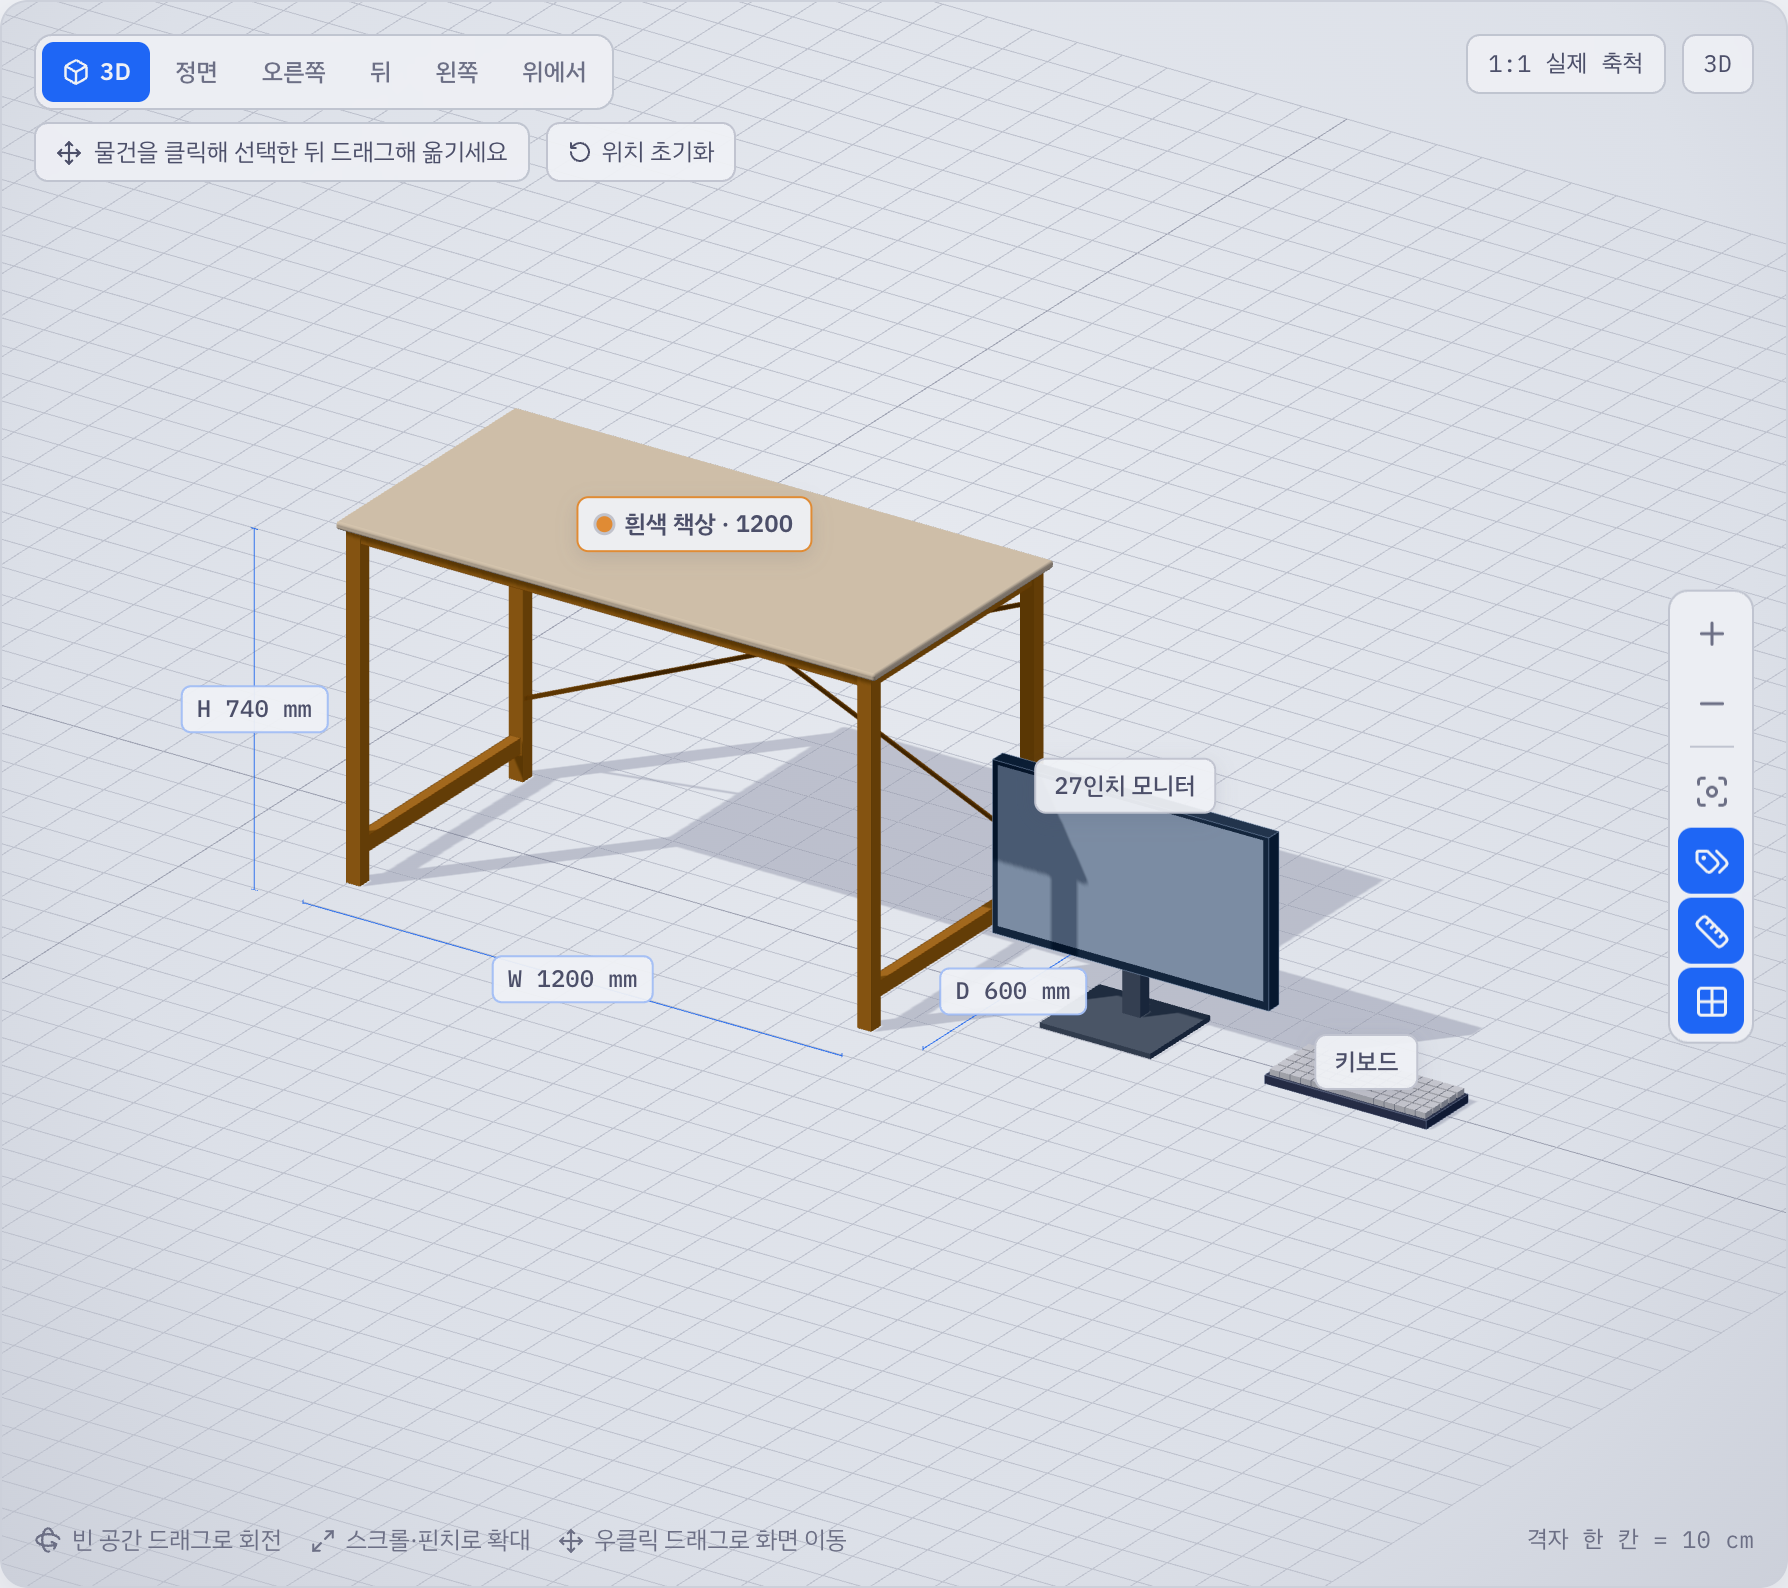 3D 정면 오른쪽 뒤 왼쪽 위에서
1:1 실제 축척
3D
물건을 클릭해 선택한 뒤 드래그해 옮기세요
위치 초기화
흰색 책상 · 1200
H 740 mm
27인치 모니터
W 1200 mm
D 600 mm
키보드
빈 공간 드래그로 회전
스크롤·핀치로 확대
우클릭 드래그로 화면 이동
격자 한 칸 = 10 cm